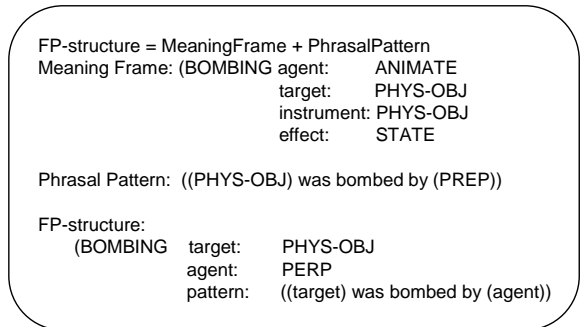 FP-structure = MeaningFrame + PhrasalPattern
Meaning Frame: (BOMBING agent: ANIMATE
target: PHYS-OBJ
instrument: PHYS-OBJ
effect: STATE
Phrasal Pattern: ((PHYS-OBJ) was bombed by (PREP))
FP-structure:
(BOMBING target: PHYS-OBJ
agent: PERP
pattern: ((target) was bombed by (agent))